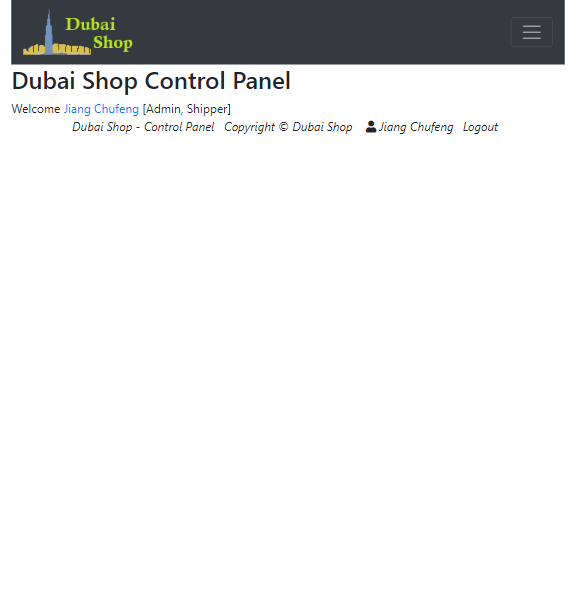 Dubai
Shop
Dubai Shop Control Panel
Welcome Jiang Chufeng [Admin, Shipper]
Dubai Shop - Control Panel Copyright © Dubai Shop Jiang Chufeng Logout